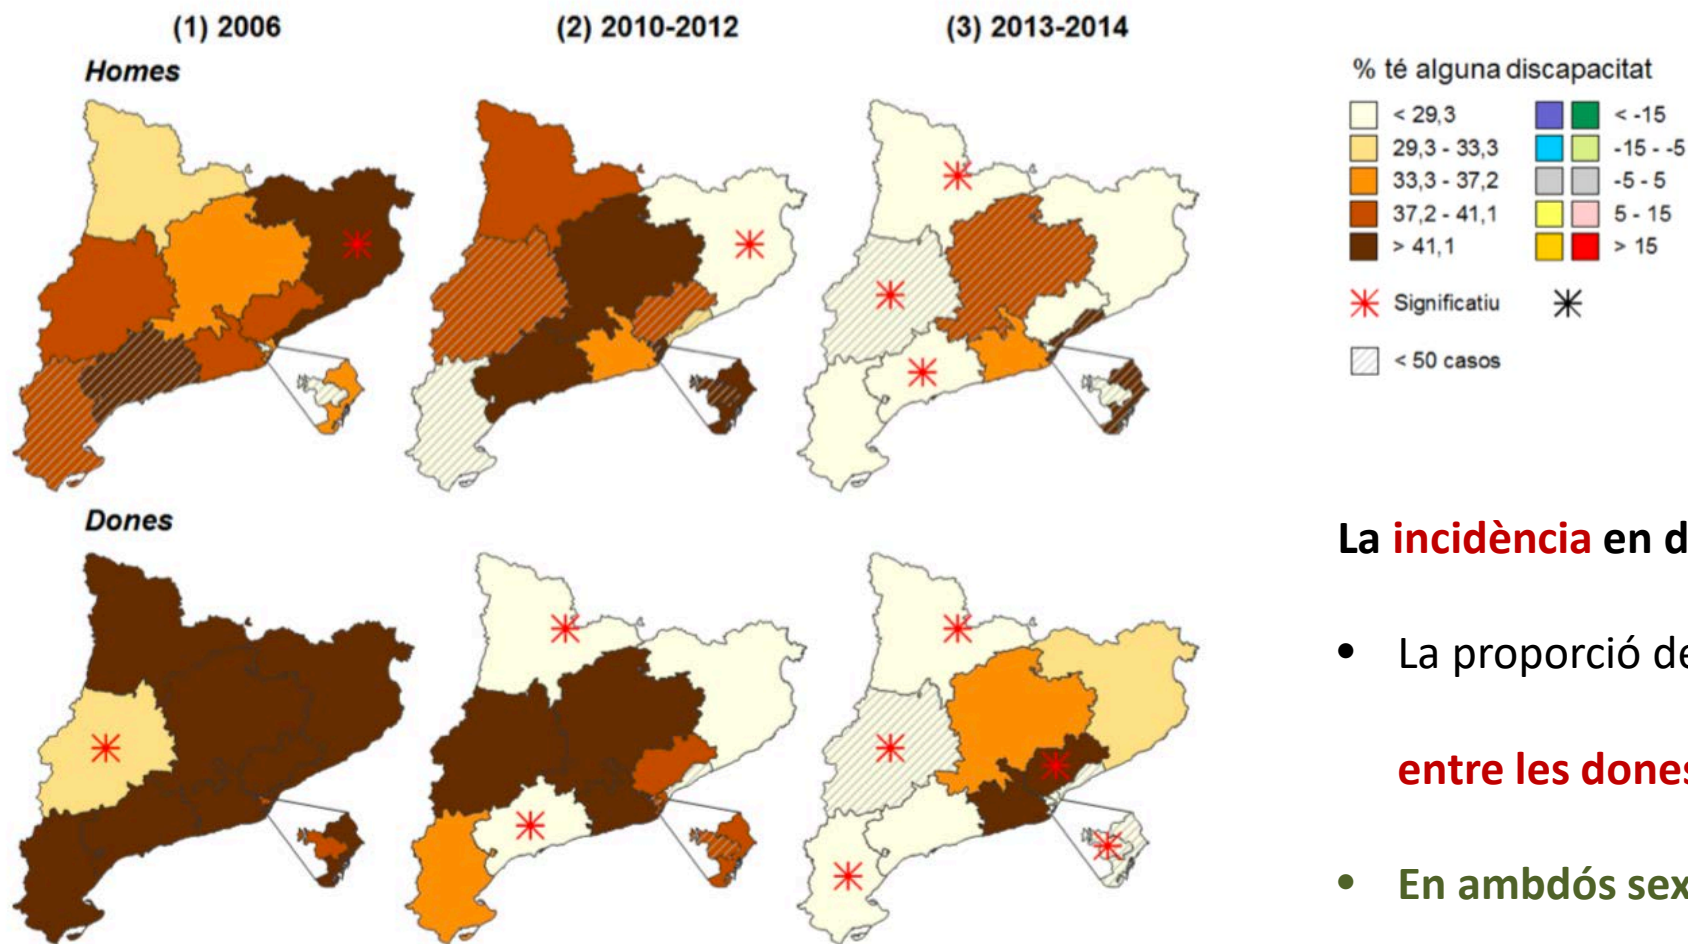 (1) 2006
(2) 2010-2012
(3) 2013-2014
Homes
% té alguna discapacitat
< 29,3
< -15
29,3 - 33,3
-15 - -5
33,3 - 37,2
-5 - 5
37,2 - 41,1
5 - 15
> 41,1
> 15
Significatiu
< 50 casos
Dones
La incidència en d
• La proporció de
entre les dones
• En ambdós sex